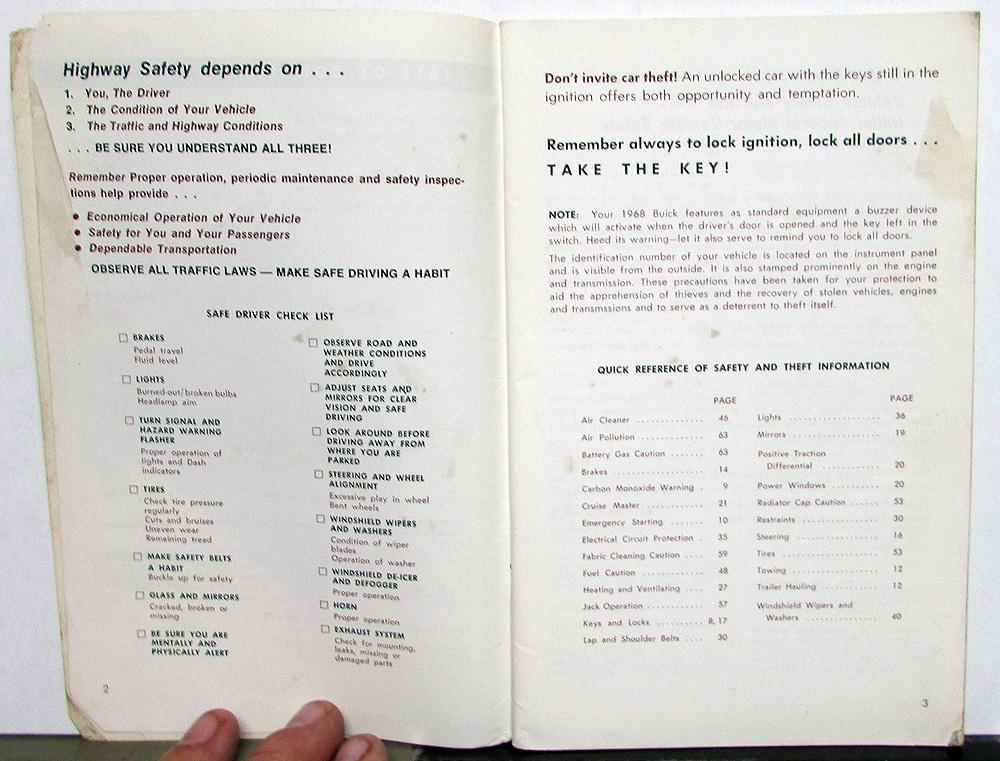 Highway Safety depends on . . .
1. You, The Driver
2. The Condition of Your Vehicle
3. The Traffic and Highway Conditions
. . . BE SURE YOU UNDERSTAND ALL THREE!
Remember Proper operation, periodic maintenance and safety inspec-
tions help provide . . .
• Economical Operation of Your Vehicle
• Safety for You and Your Passengers
• Dependable Transportation
OBSERVE ALL TRAFFIC LAWS — MAKE SAFE DRIVING A HABIT
SAFE DRIVER CHECK LIST
☐ BRAKES
Pedal travel
Fluid level
☐ LIGHTS
Burned-out/broken bulbs
Headlamp aim
☐ TURN SIGNAL AND
HAZARD WARNING
FLASHER
Proper operation of
lights and Dash
indicators
☐ TIRES
Check tire pressure
regularly
Cuts and bruises
Uneven wear
Remaining tread
☐ MAKE SAFETY BELTS
A HABIT
Buckle up for safety
☐ GLASS AND MIRRORS
Cracked, broken or
missing
☐ BE SURE YOU ARE
MENTALLY AND
PHYSICALLY ALERT
☐ OBSERVE ROAD AND
WEATHER CONDITIONS
AND DRIVE
ACCORDINGLY
☐ ADJUST SEATS AND
MIRRORS FOR CLEAR
VISION AND SAFE
DRIVING
☐ LOOK AROUND BEFORE
DRIVING AWAY FROM
WHERE YOU ARE
PARKED
☐ STEERING AND WHEEL
ALIGNMENT
Excessive play in wheel
Bent wheels
☐ WINDSHIELD WIPERS
AND WASHERS
Condition of wiper
blades
Operation of washer
☐ WINDSHIELD DE-ICER
AND DEFOGGER
Proper operation
☐ HORN
Proper operation
☐ EXHAUST SYSTEM
Check for mounting,
leaks, missing or
damaged parts
2
Don't invite car theft! An unlocked car with the keys still in the
ignition offers both opportunity and temptation.
Remember always to lock ignition, lock all doors . . .
TAKE THE KEY!
NOTE: Your 1968 Buick features as standard equipment a buzzer device
which will activate when the driver's door is opened and the key left in the
switch. Heed its warning—let it also serve to remind you to lock all doors.
The identification number of your vehicle is located on the instrument panel
and is visible from the outside. It is also stamped prominently on the engine
and transmission. These precautions have been taken for your protection to
aid the apprehension of thieves and the recovery of stolen vehicles, engines
and transmssions and to serve as a deterrent to theft itself.
QUICK REFERENCE OF SAFETY AND THEFT INFORMATION
PAGE
Air Cleaner . . . . . . . . . . . . 46
Air Pollution . . . . . . . . . . . 63
Battery Gas Caution . . . . . 63
Brakes . . . . . . . . . . . . . . . . 14
Carbon Monoxide Warning . 9
Cruise Master . . . . . . . . . . 21
Emergency Starting . . . . . . 10
Electrical Circuit Protection . 35
Fabric Cleaning Caution . . . 59
Fuel Caution . . . . . . . . . . . 48
Heating and Ventilating . . . . 27
Jack Operation . . . . . . . . . . 57
Keys and Locks . . . . . . . . . . 8, 17
Lap and Shoulder Belts . . . . 30
PAGE
Lights . . . . . . . . . . . . . . . . 36
Mirrors . . . . . . . . . . . . . . . 19
Positive Traction
Differential . . . . . . . . . . . 20
Power Windows . . . . . . . . . 20
Radiator Cap Caution . . . . . 53
Restraints . . . . . . . . . . . . . 30
Steering . . . . . . . . . . . . . . 16
Tires . . . . . . . . . . . . . . . . . 53
Towing . . . . . . . . . . . . . . . 12
Trailer Hauling . . . . . . . . . . 12
Windshield Wipers and
Washers . . . . . . . . . . . . . 40
3